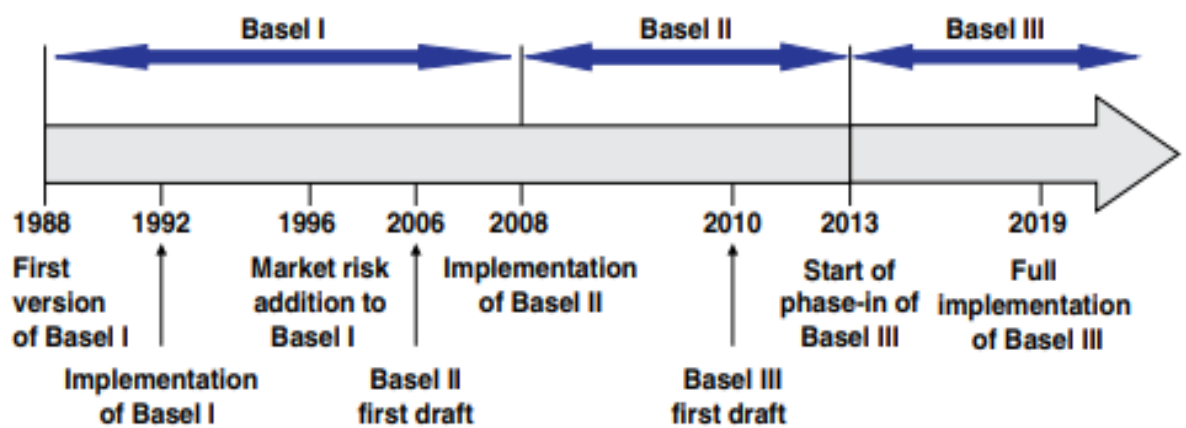 Basel I
Basel II
Basel III
1988
1992
1996
2006
2008
2010
2013
2019
First
version
of Basel I
Implementation
of Basel I
Market risk
addition to
Basel I
Basel II
first draft
Implementation
of Basel II
Basel III
first draft
Start of
phase-in of
Basel III
Full
implementation
of Basel III